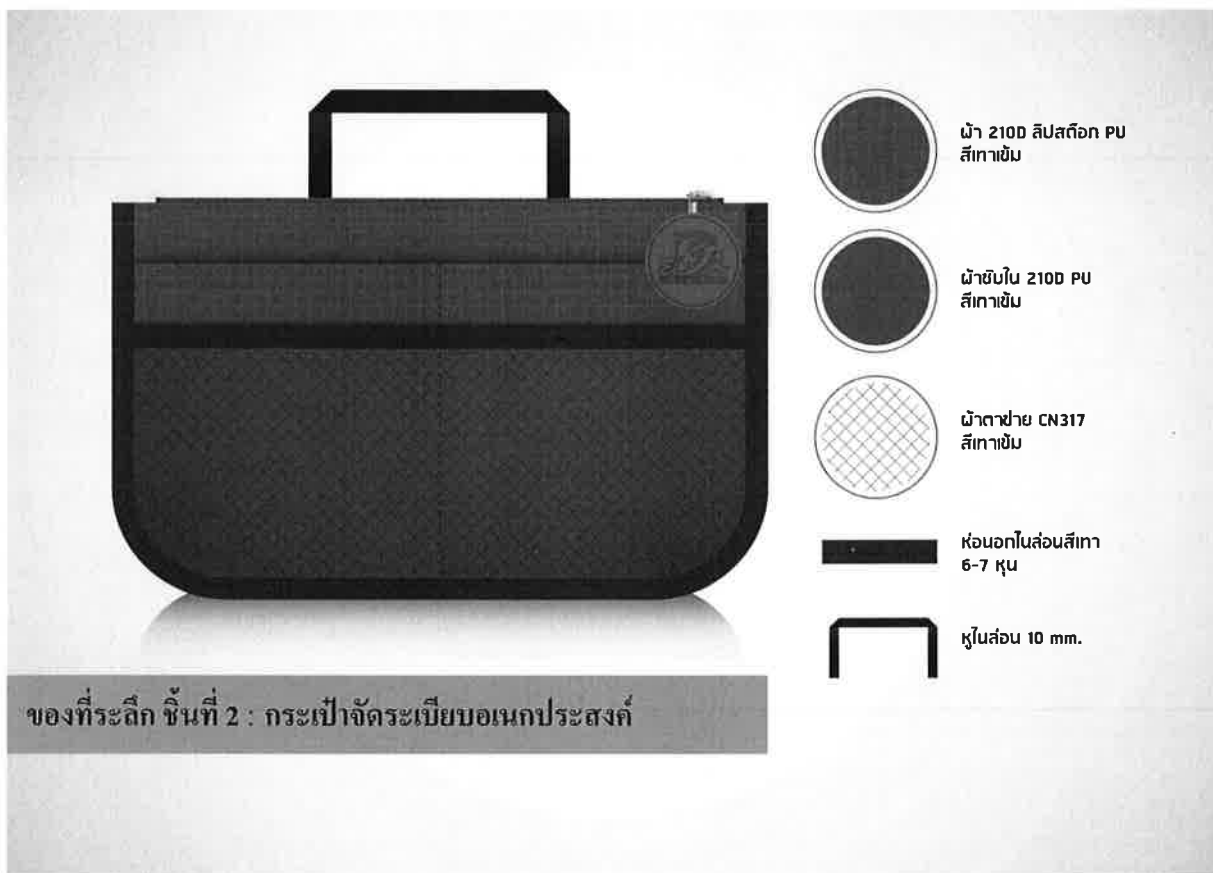 ผ้า 210D ลิปสต๊อก PU
สีเทาเข้ม
ผ้าซับใน 210D PU
สีเทาเข้ม
ผ้าตาข่าย CN317
สีเทาเข้ม
ห่อนอกไนล่อนสีเทา
6-7 หุน
หูไนล่อน 10 mm.
ของที่ระลึก ชิ้นที่ 2 : กระเป๋าจัดระเบียบอเนกประสงค์